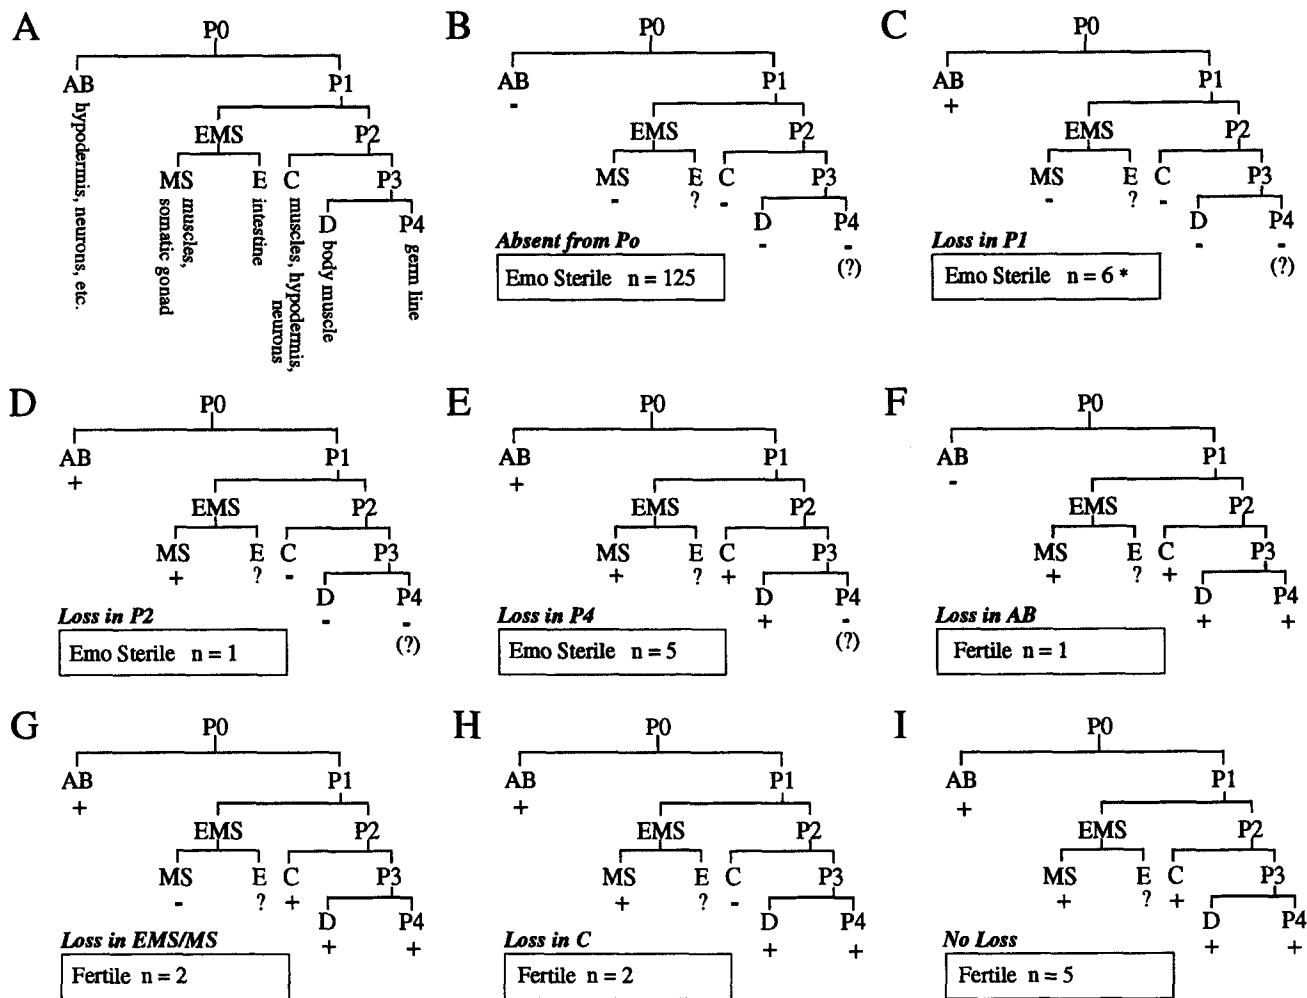 A
P0
AB
P1
hypodermis, neurons, etc.
EMS
P2
MS
E
C
P3
muscles,
somatic gonad
intestine
muscles, hypodermis,
neurons
D
P4
body muscle
germ line
B
P0
AB
P1
-
EMS
P2
MS
E
C
P3
-
?
-
D
P4
-
-
(?)
Absent from Po
Emo Sterile n = 125
C
P0
AB
P1
+
EMS
P2
MS
E
C
P3
-
?
-
D
P4
-
-
(?)
Loss in P1
Emo Sterile n = 6 *
D
P0
AB
P1
+
EMS
P2
MS
E
C
P3
+
?
-
D
P4
-
-
(?)
Loss in P2
Emo Sterile n = 1
E
P0
AB
P1
+
EMS
P2
MS
E
C
P3
+
?
+
D
P4
+
-
(?)
Loss in P4
Emo Sterile n = 5
F
P0
AB
P1
-
EMS
P2
MS
E
C
P3
+
?
+
D
P4
+
+
Loss in AB
Fertile n = 1
G
P0
AB
P1
+
EMS
P2
MS
E
C
P3
-
?
+
D
P4
+
+
Loss in EMS/MS
Fertile n = 2
H
P0
AB
P1
+
EMS
P2
MS
E
C
P3
+
?
-
D
P4
+
+
Loss in C
Fertile n = 2
I
P0
AB
P1
+
EMS
P2
MS
E
C
P3
+
?
+
D
P4
+
+
No Loss
Fertile n = 5